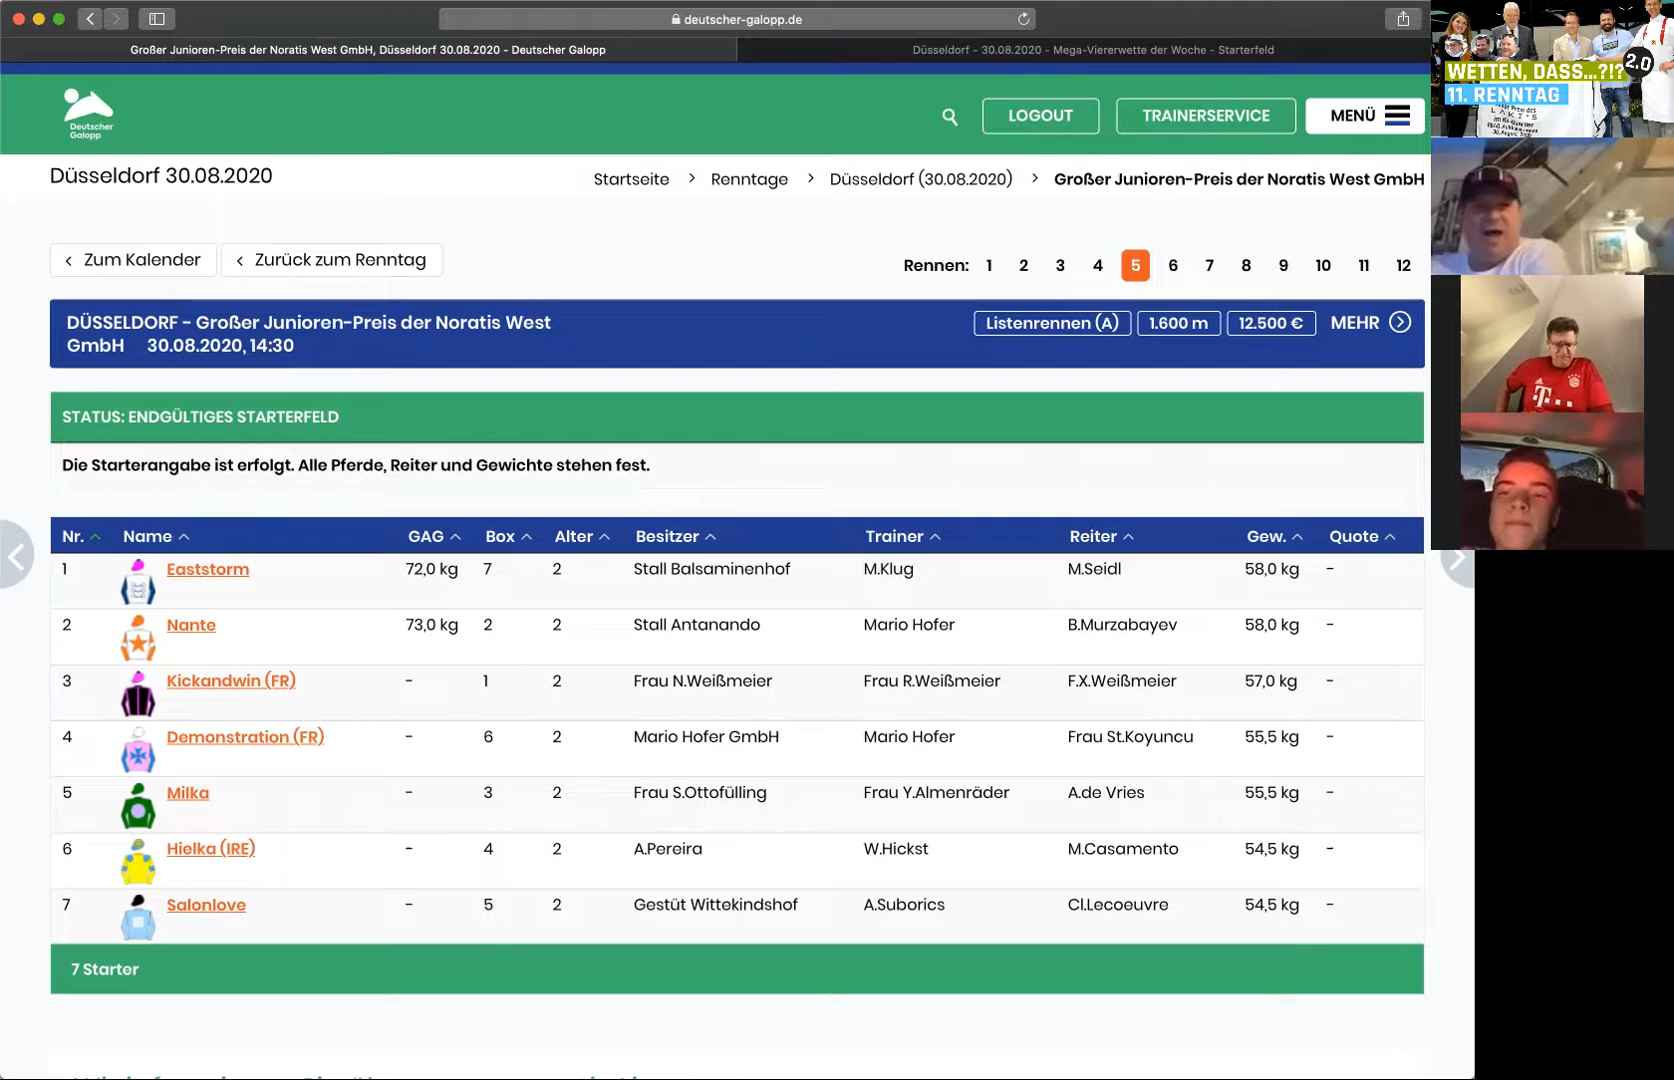 deutscher-galopp.de
Großer Junioren-Preis der Noratis West GmbH, Düsseldorf 30.08.2020 - Deutscher Galopp
Düsseldorf - 30.08.2020 - Mega-Viererwette der Woche - Starterfeld
WETTEN, DASS...?!? 2.0
11. RENNTAG
Deutscher
Galopp
LOGOUT
TRAINERSERVICE
MENÜ
Düsseldorf 30.08.2020
Startseite > Renntage > Düsseldorf (30.08.2020) > Großer Junioren-Preis der Noratis West GmbH
Zum Kalender
Zurück zum Renntag
Rennen: 1 2 3 4 5 6 7 8 9 10 11 12
DÜSSELDORF - Großer Junioren-Preis der Noratis West
GmbH 30.08.2020, 14:30
Listenrennen (A) 1.600 m 12.500 € MEHR
STATUS: ENDGÜLTIGES STARTERFELD
Die Starterangabe ist erfolgt. Alle Pferde, Reiter und Gewichte stehen fest.
Nr. Name GAG Box Alter Besitzer Trainer Reiter Gew. Quote
1 Eaststorm 72,0 kg 7 2 Stall Balsaminenhof M.Klug M.Seidl 58,0 kg -
2 Nante 73,0 kg 2 2 Stall Antanando Mario Hofer B.Murzabayev 58,0 kg -
3 Kickandwin (FR) - 1 2 Frau N.Weißmeier Frau R.Weißmeier F.X.Weißmeier 57,0 kg -
4 Demonstration (FR) - 6 2 Mario Hofer GmbH Mario Hofer Frau St.Koyuncu 55,5 kg -
5 Milka - 3 2 Frau S.Ottofülling Frau Y.Almenräder A.de Vries 55,5 kg -
6 Hielka (IRE) - 4 2 A.Pereira W.Hickst M.Casamento 54,5 kg -
7 Salonlove - 5 2 Gestüt Wittekindshof A.Suborics Cl.Lecoeuvre 54,5 kg -
7 Starter
T